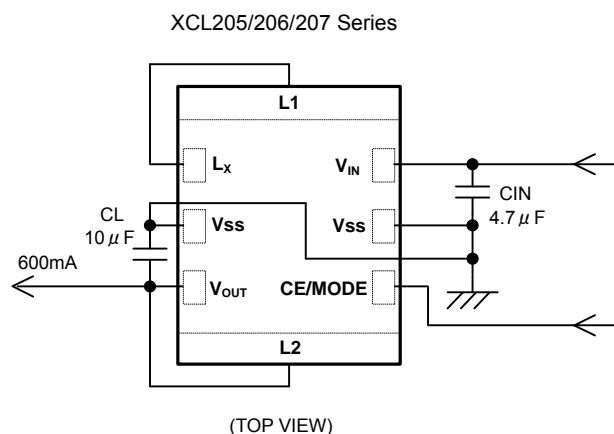 XCL205/206/207 Series
L1
LX
VIN
CL
10μF
Vss
Vss
CIN
4.7μF
600mA
VOUT
CE/MODE
L2
(TOP VIEW)